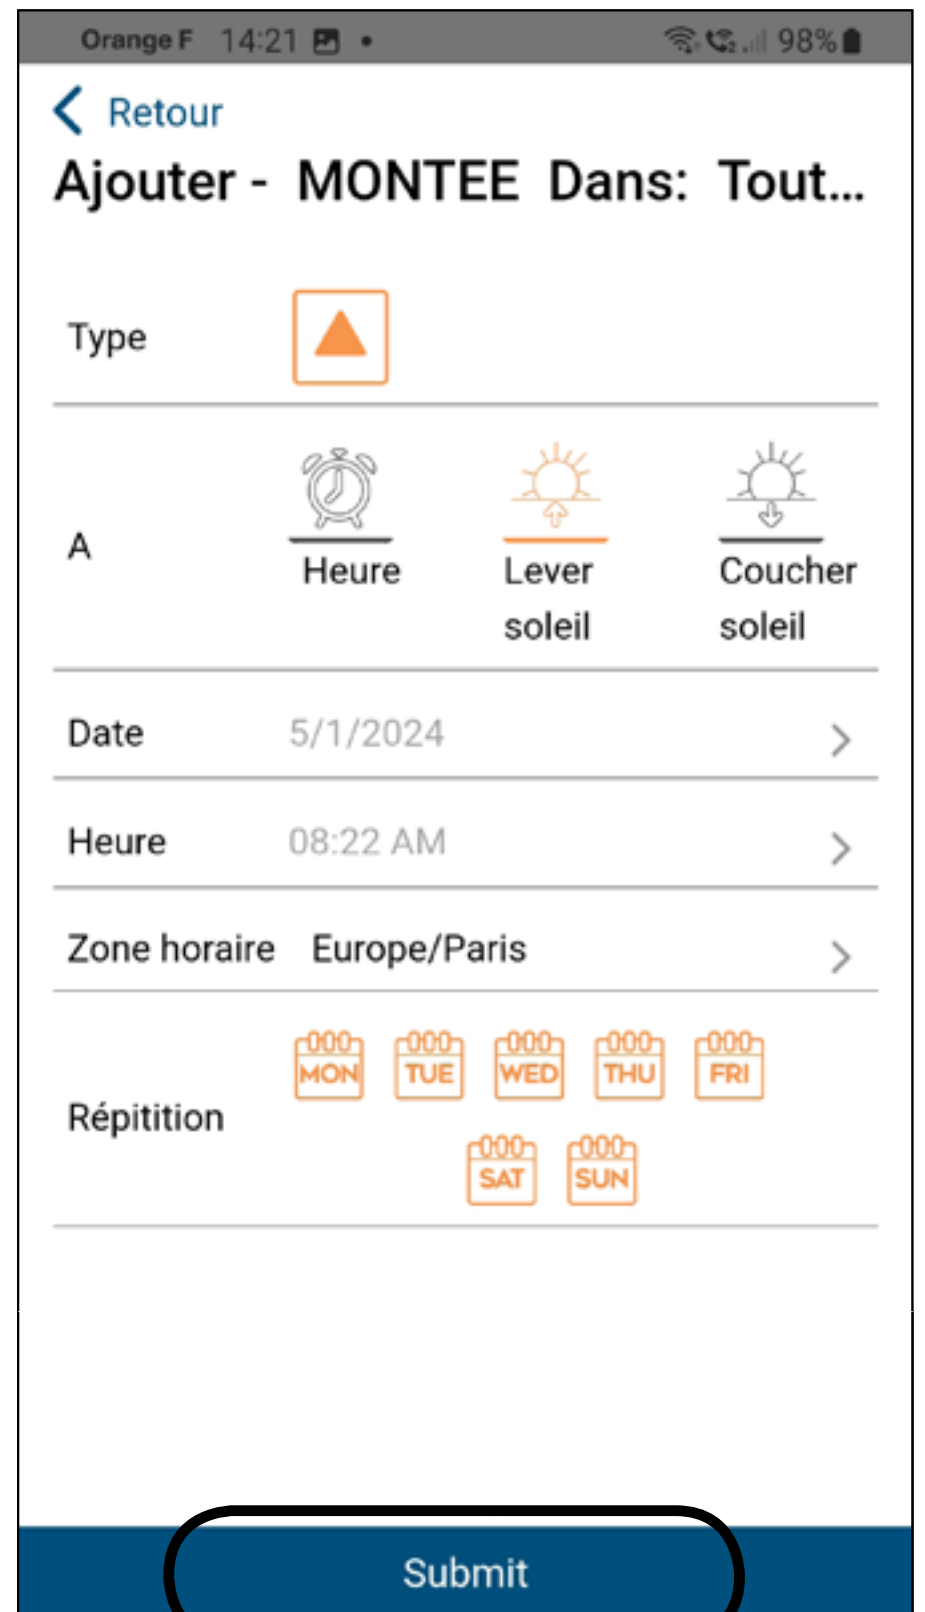 Orange F 14:21 98%
Retour
Ajouter - MONTEE Dans: Tout...
Type
A
Heure Lever soleil Coucher soleil
Date 5/1/2024
Heure 08:22 AM
Zone horaire Europe/Paris
MON TUE WED THU FRI
Répitition
SAT SUN
Submit